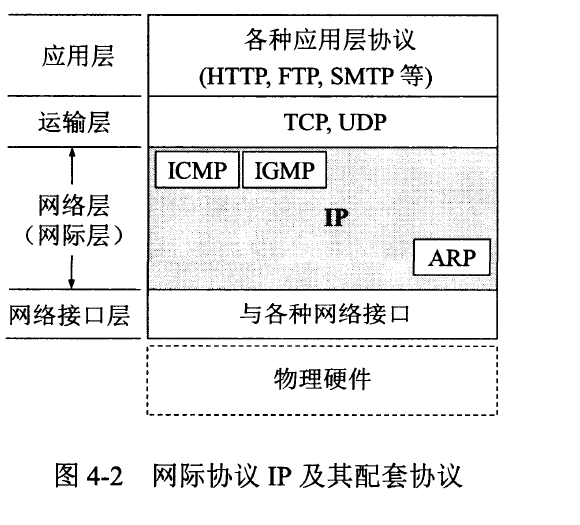 应用层
各种应用层协议
(HTTP, FTP, SMTP 等)
运输层
TCP, UDP
ICMP
IGMP
网络层
（网际层）
IP
ARP
网络接口层
与各种网络接口
物理硬件
图 4-2 网际协议 IP 及其配套协议